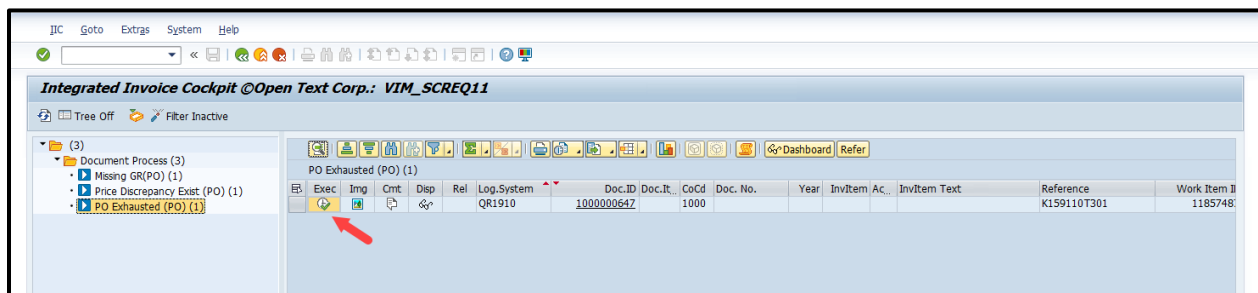 IIC Goto Extras System Help
Integrated Invoice Cockpit ©Open Text Corp.: VIM_SCREQ11
Tree Off Filter Inactive
(3)
Document Process (3)
Missing GR(PO) (1)
Price Discrepancy Exist (PO) (1)
PO Exhausted (PO) (1)
Dashboard Refer
PO Exhausted (PO) (1)
Exec Img Cmt Disp Rel Log.System Doc.ID Doc.It... CoCd Doc. No. Year InvItem Ac... InvItem Text Reference Work Item I
QR1910 1000000647 1000 K159110T301 1185748